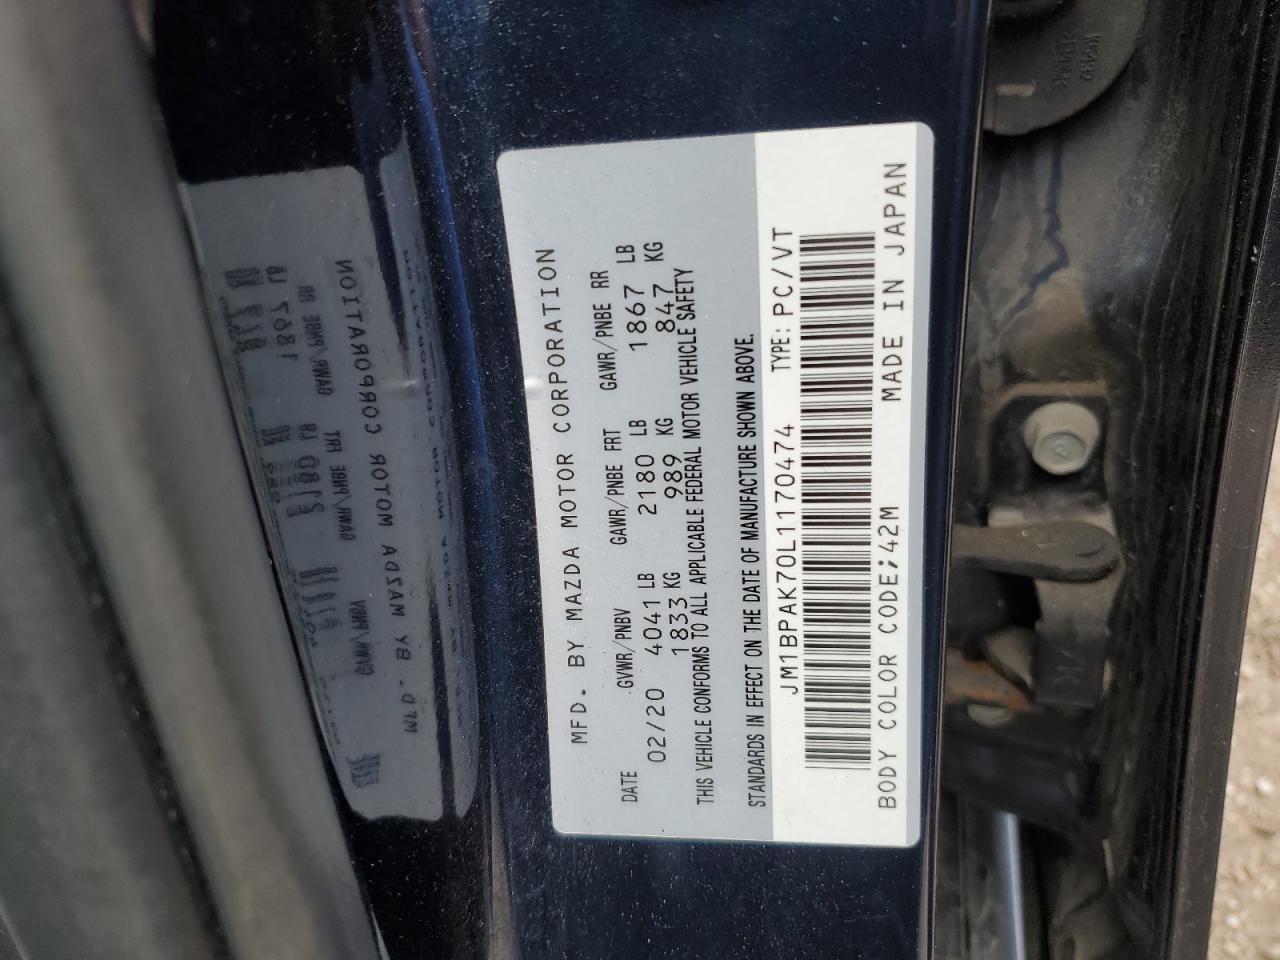 MFD. BY MAZDA MOTOR CORPORATION
DATE GVWR/PNBV GAWR/PNBE FRT GAWR/PNBE RR
02/20 4041 LB 2180 LB 1867 LB
1833 KG 989 KG 847 KG
THIS VEHICLE CONFORMS TO ALL APPLICABLE FEDERAL MOTOR VEHICLE SAFETY
STANDARDS IN EFFECT ON THE DATE OF MANUFACTURE SHOWN ABOVE.
JM1BPAK70L1170474 TYPE: PC/VT
BODY COLOR CODE;42M MADE IN JAPAN